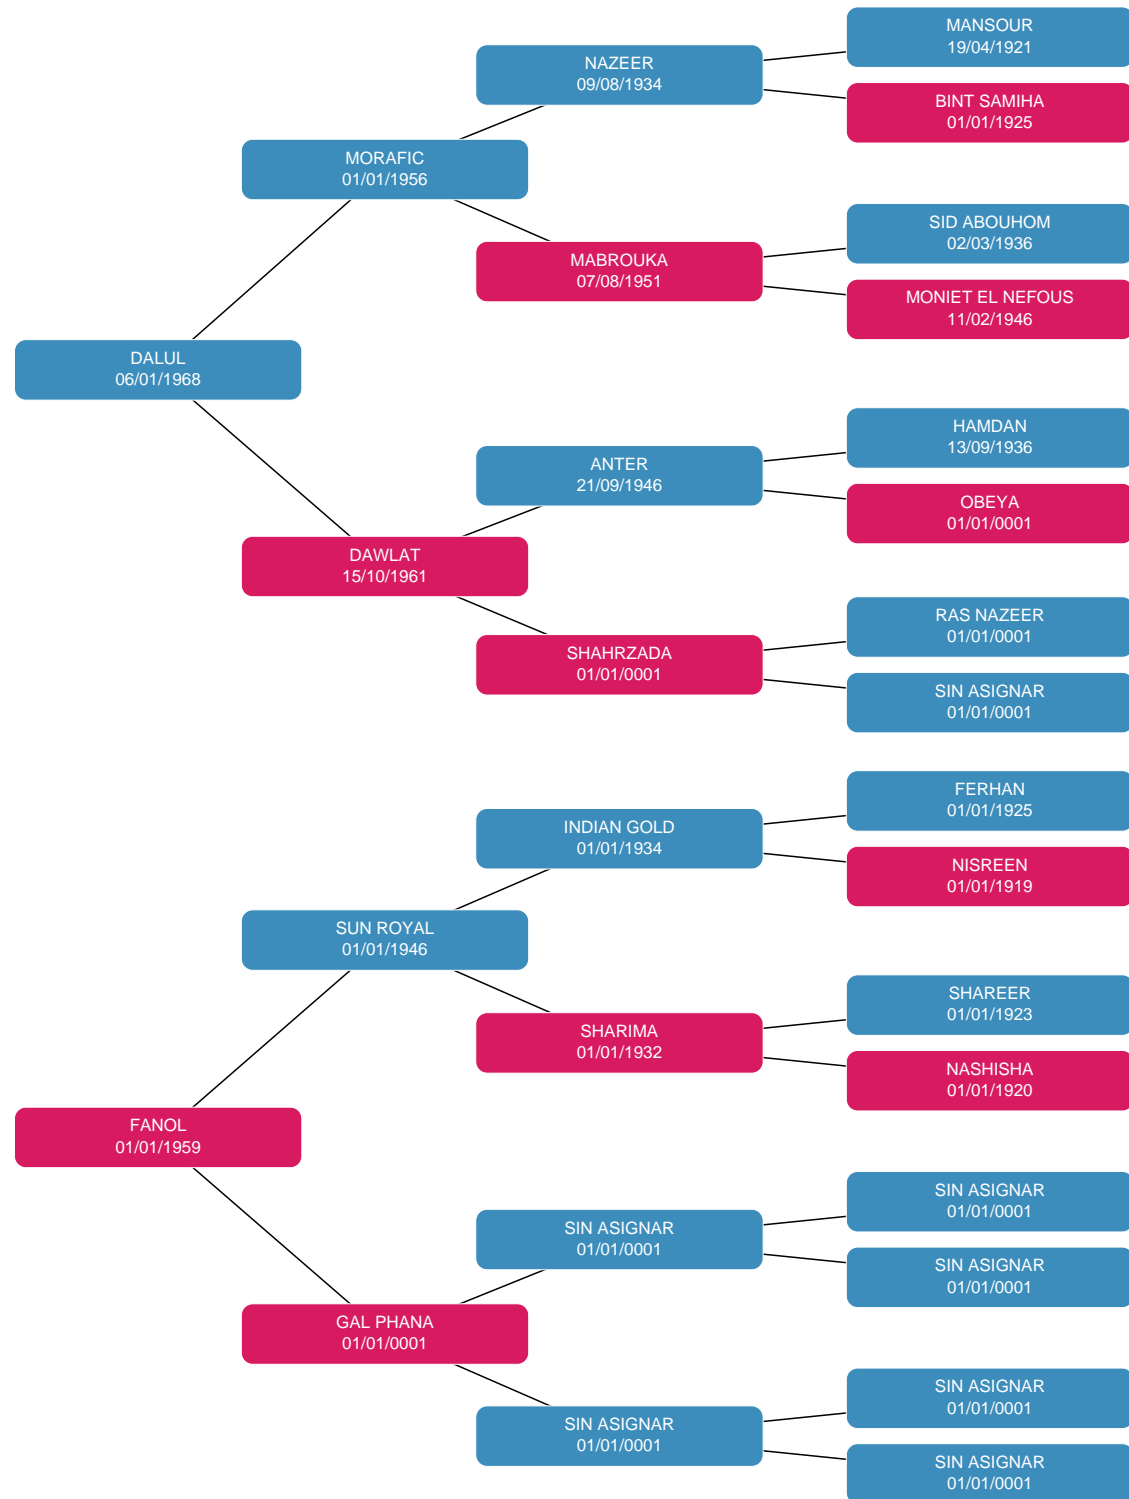 MANSOUR
19/04/1921
NAZEER
09/08/1934
BINT SAMIHA
01/01/1925
MORAFIC
01/01/1956
SID ABOUHOM
02/03/1936
MABROUKA
07/08/1951
MONIET EL NEFOUS
11/02/1946
DALUL
06/01/1968
HAMDAN
13/09/1936
ANTER
21/09/1946
OBEYA
01/01/0001
DAWLAT
15/10/1961
RAS NAZEER
01/01/0001
SHAHRZADA
01/01/0001
SIN ASIGNAR
01/01/0001
FERHAN
01/01/1925
INDIAN GOLD
01/01/1934
NISREEN
01/01/1919
SUN ROYAL
01/01/1946
SHAREER
01/01/1923
SHARIMA
01/01/1932
NASHISHA
01/01/1920
FANOL
01/01/1959
SIN ASIGNAR
01/01/0001
SIN ASIGNAR
01/01/0001
SIN ASIGNAR
01/01/0001
GAL PHANA
01/01/0001
SIN ASIGNAR
01/01/0001
SIN ASIGNAR
01/01/0001
SIN ASIGNAR
01/01/0001